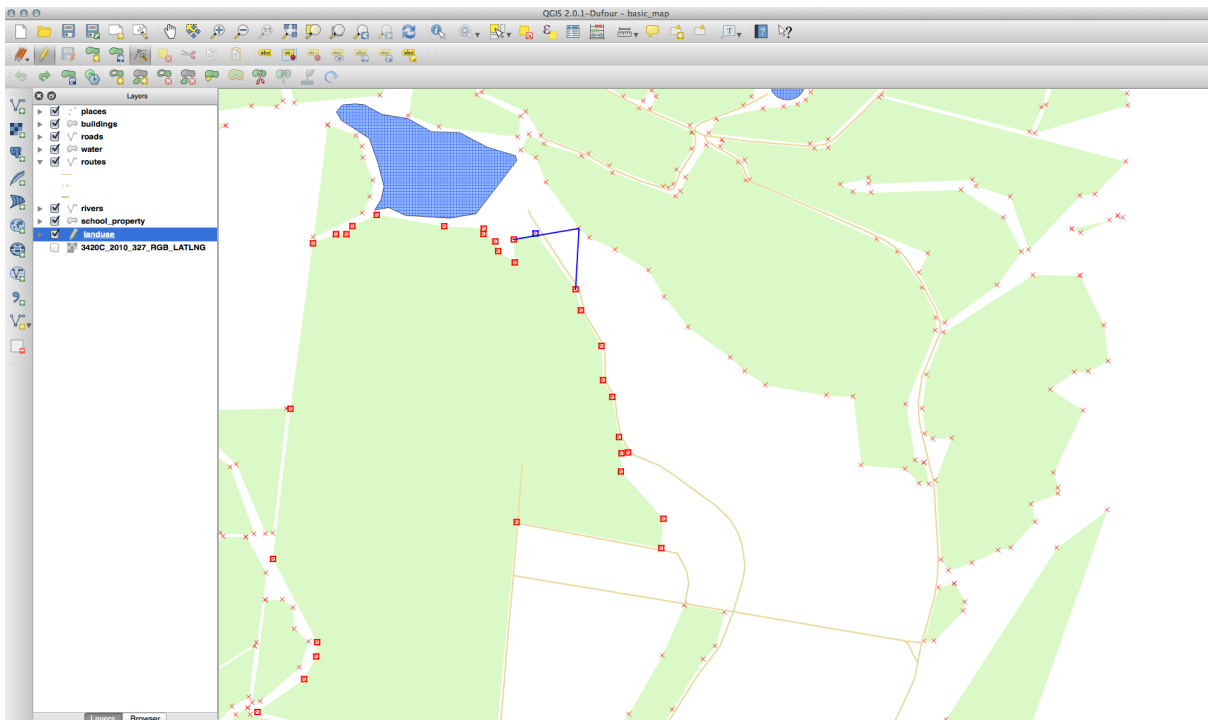 QGIS 2.0.1-Dufour - basic_map
Layers
places
buildings
roads
water
routes
rivers
school_property
landuse
3420C_2010_327_RGB_LATLNG
Layers Browser